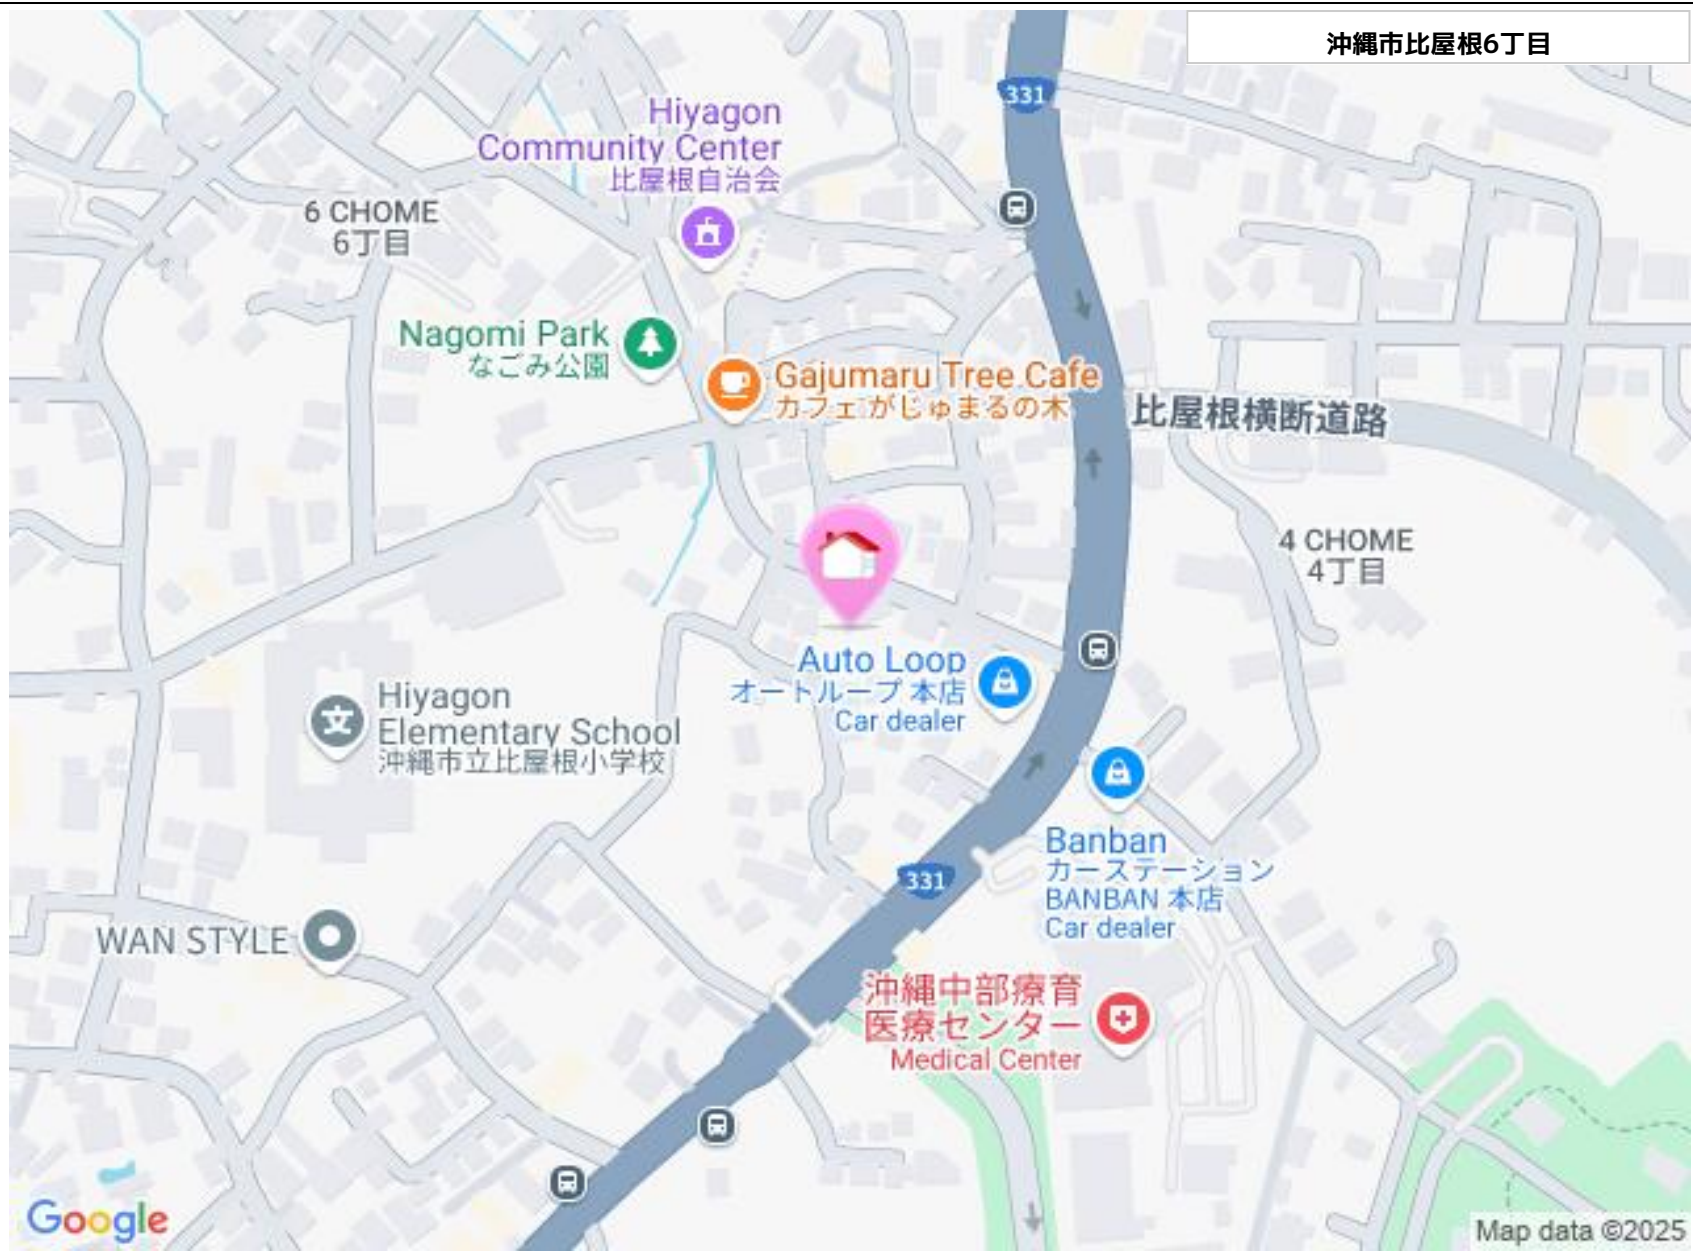 沖縄市比屋根6丁目
331
Hiyagon
Community Center
比屋根自治会
6 CHOME
6丁目
Nagomi Park
なごみ公園
Gajumaru Tree Cafe
カフェ がじゅまるの木
比屋根横断道路
4 CHOME
4丁目
Auto Loop
オートループ 本店
Car dealer
Hiyagon
Elementary School
沖縄市立比屋根小学校
文
Banban
カーステーション
BANBAN 本店
Car dealer
331
WAN STYLE
沖縄中部療育
医療センター
Medical Center
Google
Map data ©2025